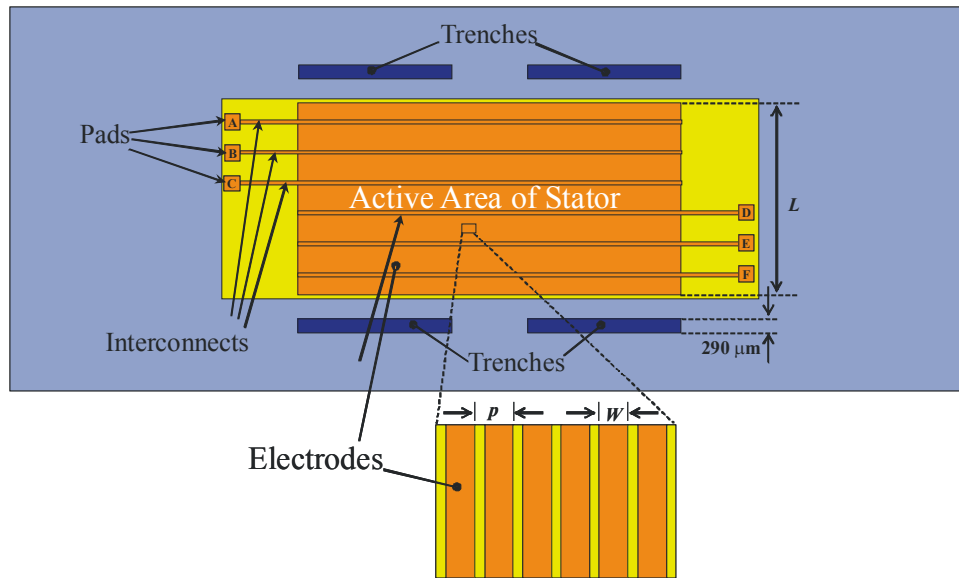 Trenches
Pads
A
B
C
Active Area of Stator
D
E
F
L
Interconnects
Trenches
290 μm
p
W
Electrodes